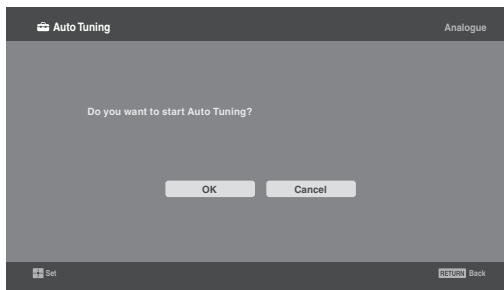 Auto Tuning Analogue
Do you want to start Auto Tuning?
OK Cancel
Set RETURN Back